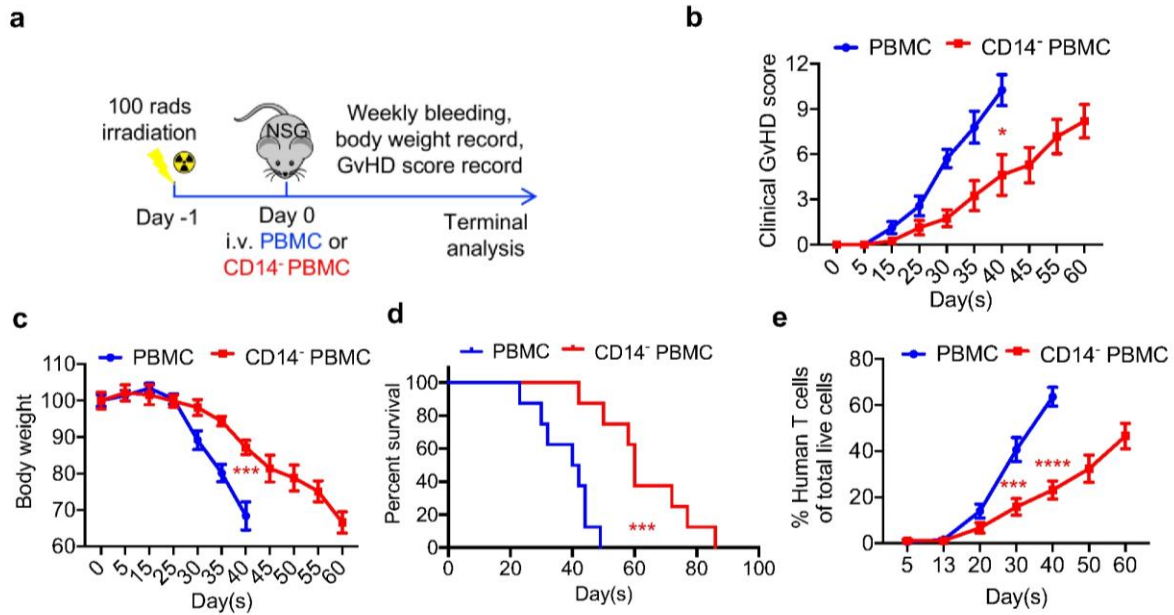 a
100 rads
irradiation
NSG
Weekly bleeding,
body weight record,
GvHD score record
Day -1
Day 0
i.v. PBMC or
CD14⁻ PBMC
Terminal
analysis
b
PBMC CD14⁻ PBMC
Clinical GvHD score
12
9
6
3
0
*
0 5 15 25 30 35 40 45 55 60
Day(s)
c
PBMC CD14⁻ PBMC
Body weight
110
100
90
80
70
60
***
0 5 15 25 30 35 40 45 50 55 60
Day(s)
d
PBMC CD14⁻ PBMC
Percent survival
100
80
60
40
20
0
***
0 20 40 60 80 100
Day(s)
e
PBMC
CD14⁻ PBMC
% Human T cells
of total live cells
80
60
40
20
0
****
***
5 13 20 30 40 50 60
Day(s)